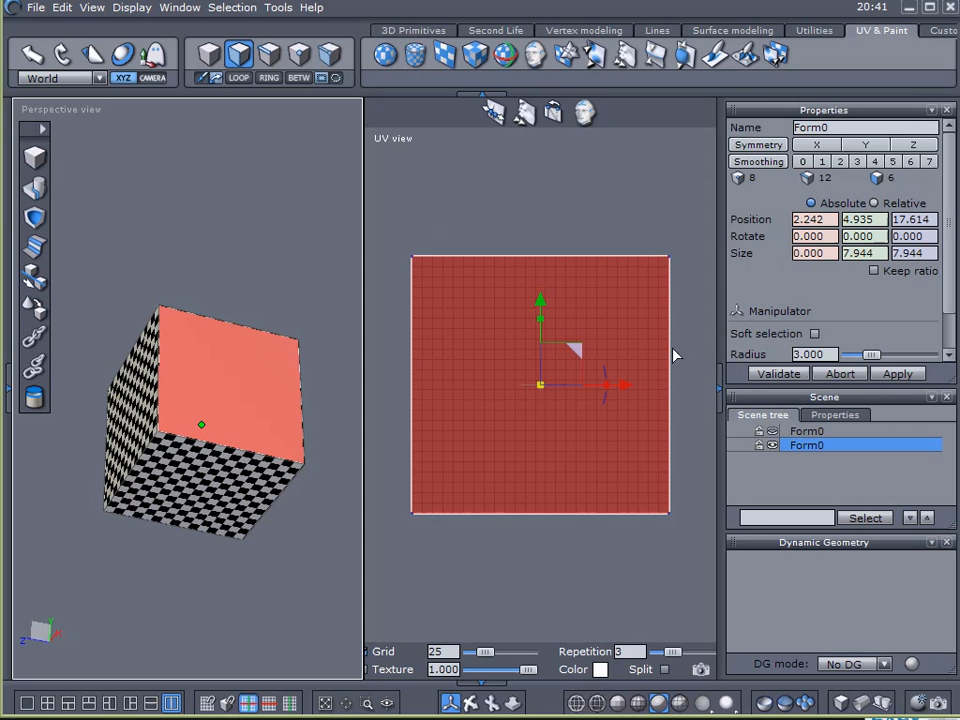 File Edit View Display Window Selection Tools Help 20:41
3D Primitives Second Life Vertex modeling Lines Surface modeling Utilities UV & Paint Custo
World XYZ CAMERA LOOP RING BETW
Perspective view
UV view
Properties
Name Form0
Symmetry X Y Z
Smoothing 0 1 2 3 4 5 6 7
8 12 6
Absolute Relative
Position 2.242 4.935 17.614
Rotate 0.000 0.000 0.000
Size 0.000 7.944 7.944
Keep ratio
Manipulator
Soft selection
Radius 3.000
Validate Abort Apply
Scene
Scene tree Properties
Form0
Form0
Select
Dynamic Geometry
DG mode: No DG
Y
Z X
Grid 25 Repetition 3
Texture 1.000 Color Split